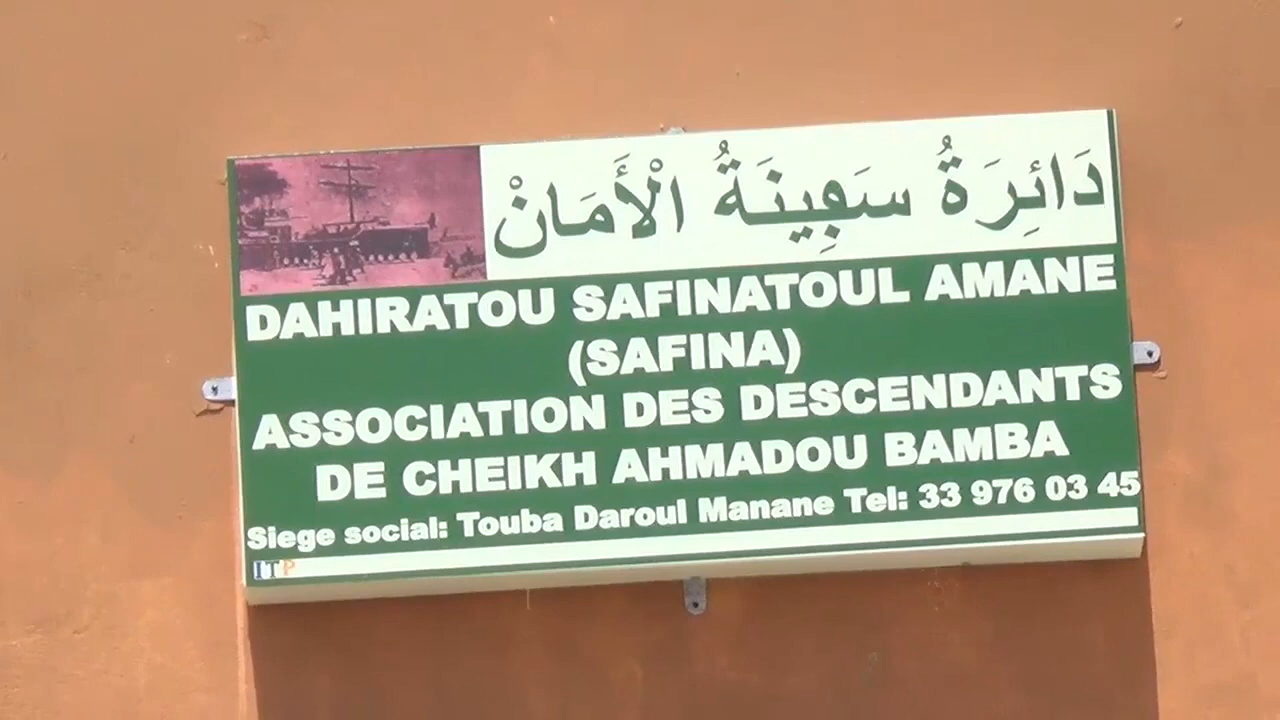 دَائِرَةُ سَفِينَةُ الْأَمَانْ
DAHIRATOU SAFINATOUL AMANE
(SAFINA)
ASSOCIATION DES DESCENDANTS
DE CHEIKH AHMADOU BAMBA
Siege social: Touba Daroul Manane Tel: 33 976 03 45
ITP